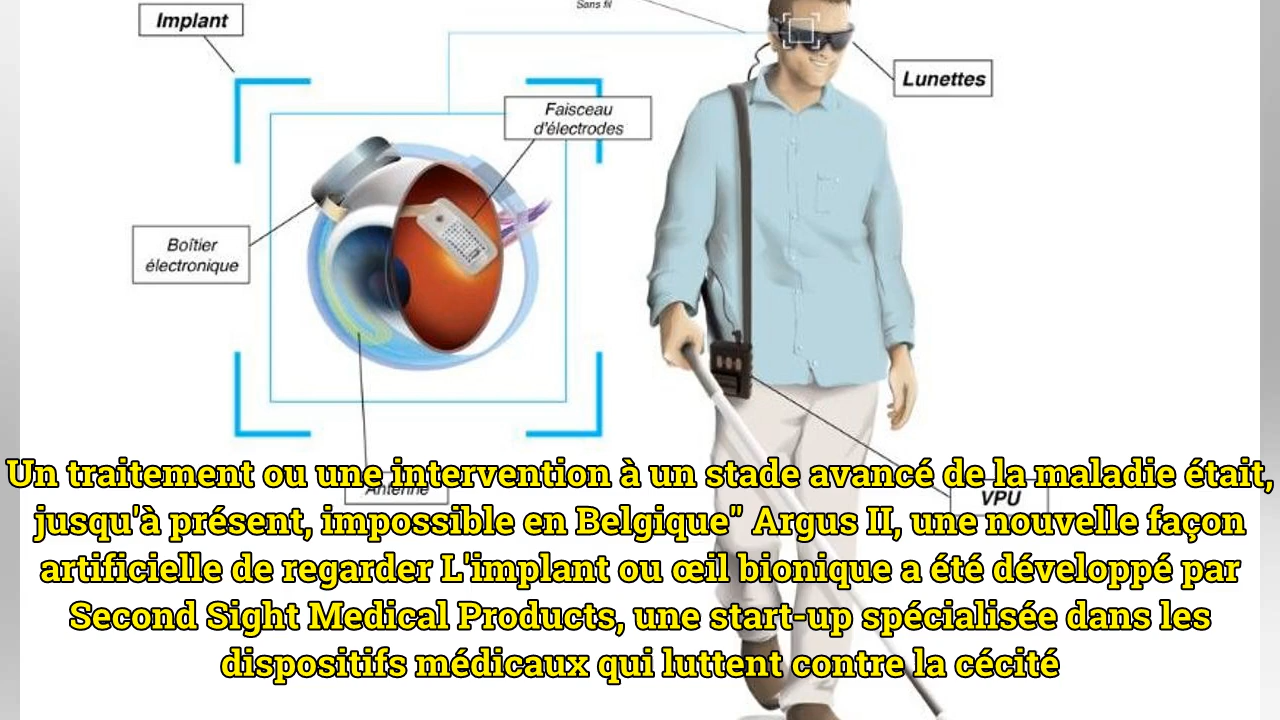 Sans fil
Implant
Lunettes
Faisceau
d'électrodes
Boîtier
électronique
Antenne
VPU
Un traitement ou une intervention à un stade avancé de la maladie était,
jusqu'à présent, impossible en Belgique" Argus II, une nouvelle façon
artificielle de regarder L'implant ou œil bionique a été développé par
Second Sight Medical Products, une start-up spécialisée dans les
dispositifs médicaux qui luttent contre la cécité